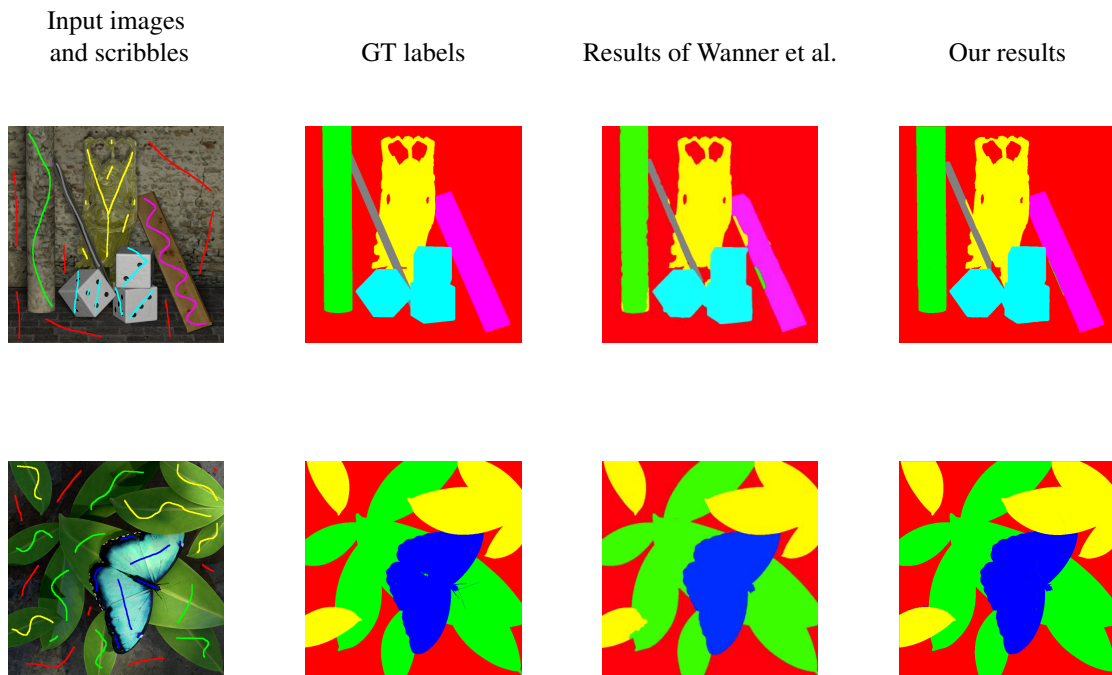 Input images
and scribbles
GT labels
Results of Wanner et al.
Our results